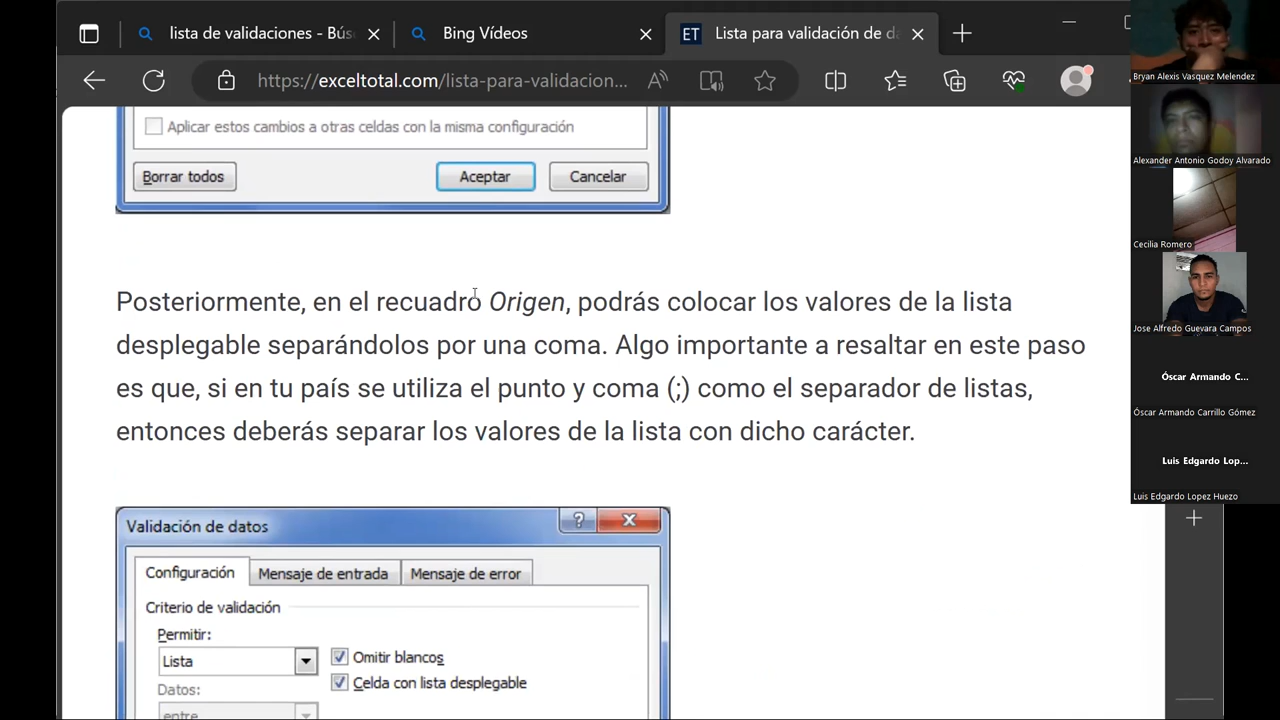 lista de validaciones - Bús
Bing Vídeos
ET
Lista para validación de da
https://exceltotal.com/lista-para-validacion...
Aplicar estos cambios a otras celdas con la misma configuración
Borrar todos
Aceptar
Cancelar
Posteriormente, en el recuadro Origen, podrás colocar los valores de la lista
desplegable separándolos por una coma. Algo importante a resaltar en este paso
es que, si en tu país se utiliza el punto y coma (;) como el separador de listas,
entonces deberás separar los valores de la lista con dicho carácter.
Validación de datos
Configuración
Mensaje de entrada
Mensaje de error
Criterio de validación
Permitir:
Lista
Omitir blancos
Celda con lista desplegable
Datos:
entre
Bryan Alexis Vasquez Melendez
Alexander Antonio Godoy Alvarado
Cecilia Romero
Jose Alfredo Guevara Campos
Óscar Armando C...
Óscar Armando Carrillo Gómez
Luis Edgardo Lop...
Luis Edgardo Lopez Huezo